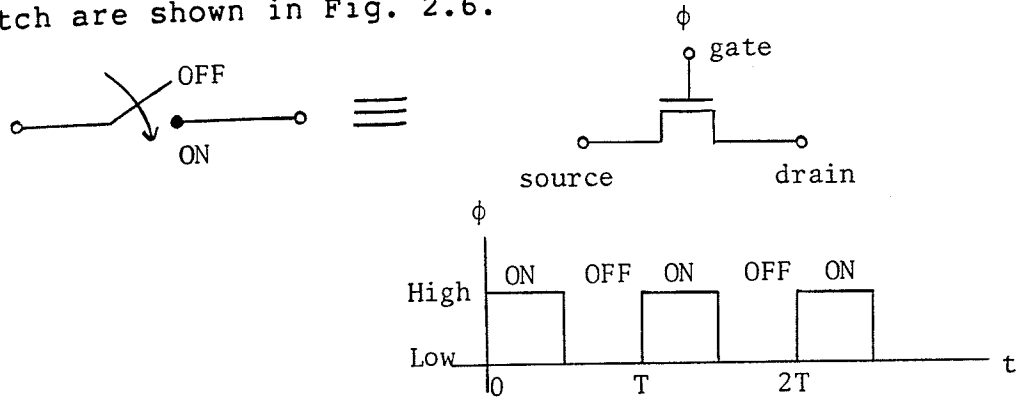 tch are shown in Fig. 2.6.
ϕ
gate
OFF
ON
source
drain
ϕ
ON OFF ON OFF ON
High
Low
t
0 T 2T